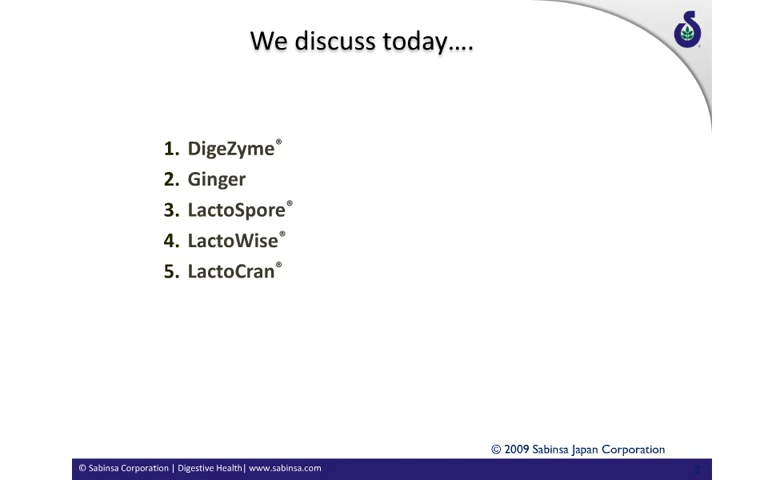 We discuss today....
1. DigeZyme®
2. Ginger
3. LactoSpore®
4. LactoWise®
5. LactoCran®
© 2009 Sabinsa Japan Corporation
© Sabinsa Corporation | Digestive Health| www.sabinsa.com